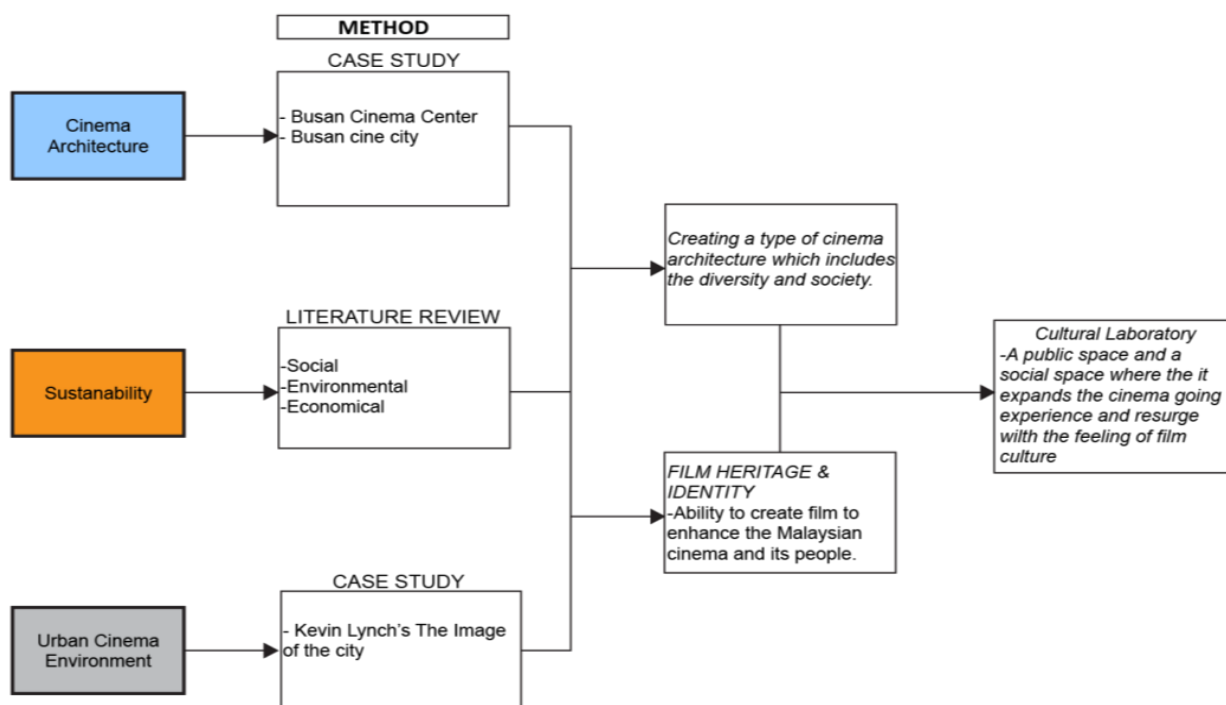 METHOD
CASE STUDY
Cinema
Architecture
- Busan Cinema Center
- Busan cine city
Creating a type of cinema
architecture which includes
the diversity and society.
LITERATURE REVIEW
Sustanability
-Social
-Environmental
-Economical
Cultural Laboratory
-A public space and a
social space where the it
expands the cinema going
experience and resurge
wilth the feeling of film
culture
FILM HERITAGE &
IDENTITY
-Ability to create film to
enhance the Malaysian
cinema and its people.
CASE STUDY
Urban Cinema
Environment
- Kevin Lynch’s The Image
of the city